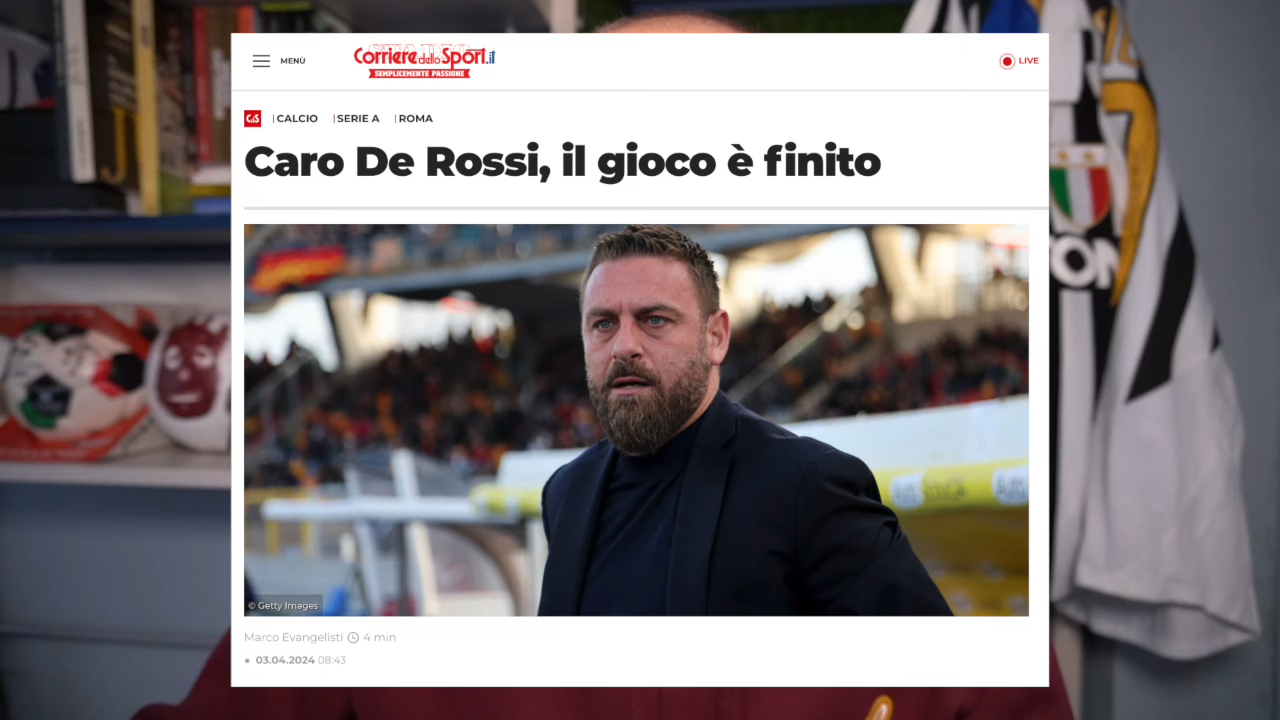 MENÙ
Corriere dello Sport.it
SEMPLICEMENTE PASSIONE
LIVE
CALCIO
SERIE A
ROMA
Caro De Rossi, il gioco è finito
© Getty Images
Marco Evangelisti 4 min
03.04.2024 08:43